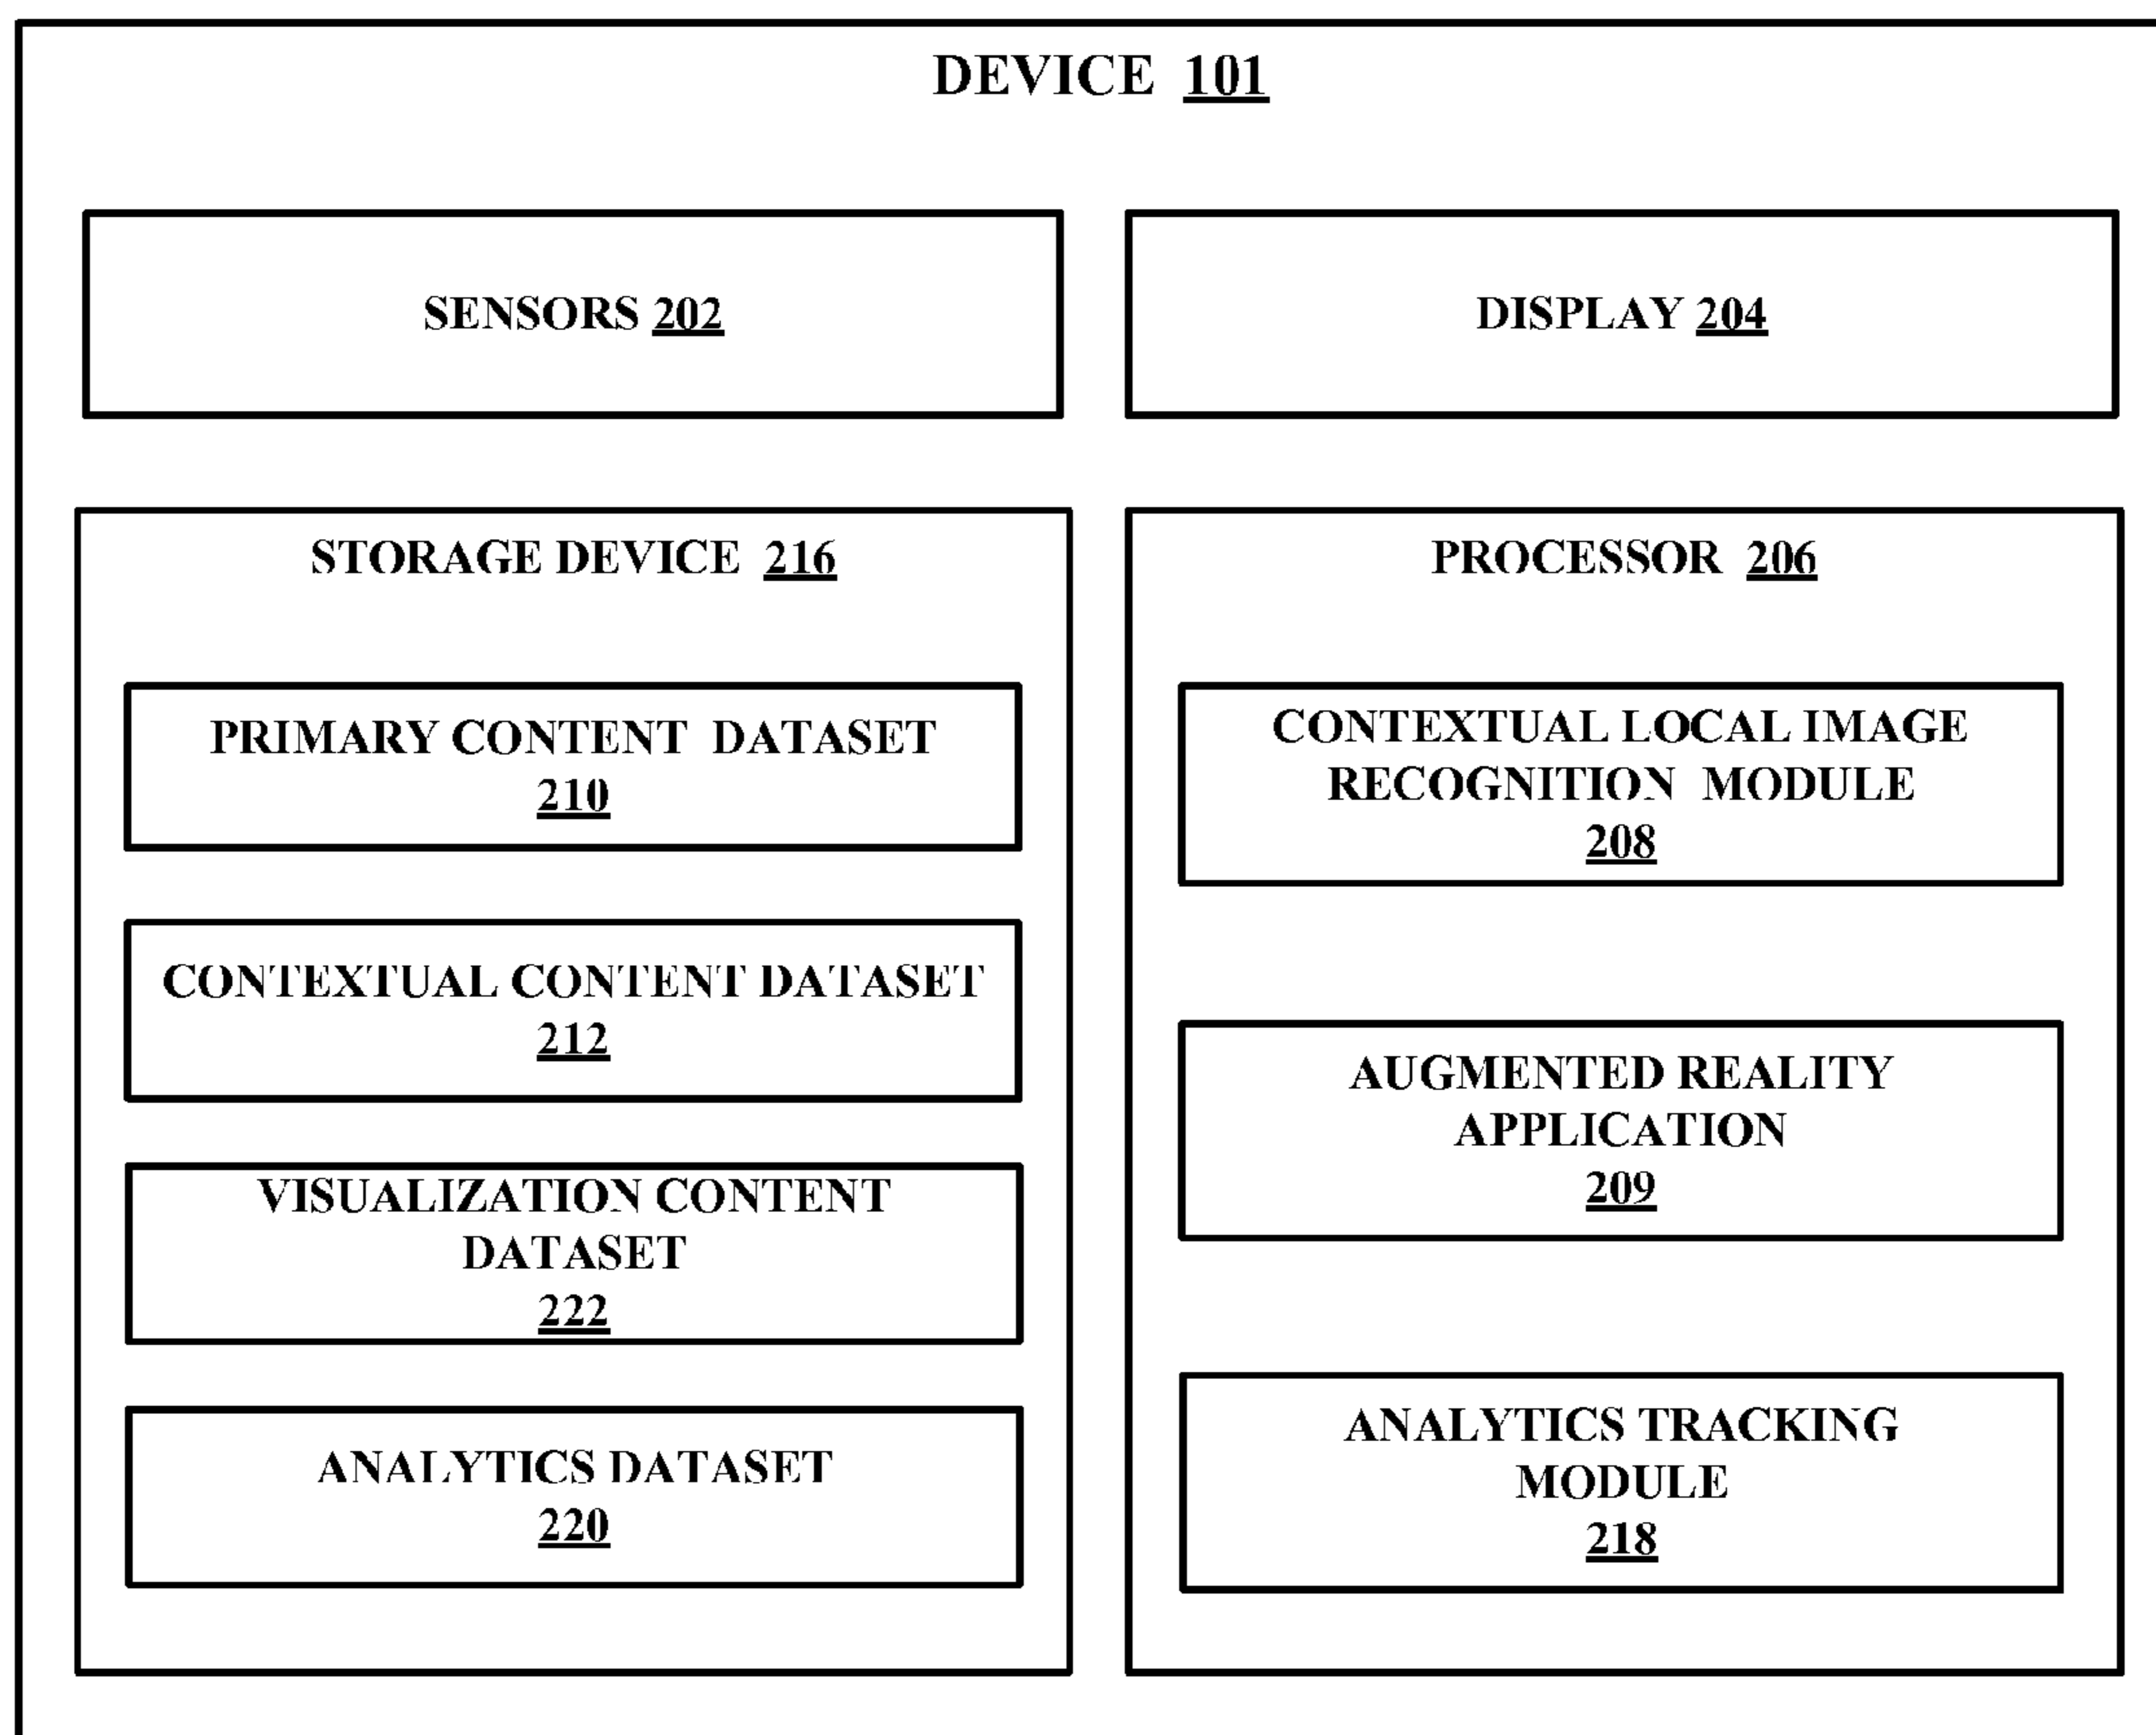 DEVICE 101
SENSORS 202
DISPLAY 204
STORAGE DEVICE 216
PRIMARY CONTENT DATASET
210
CONTEXTUAL CONTENT DATASET
212
VISUALIZATION CONTENT
DATASET
222
ANALYTICS DATASET
220
PROCESSOR 206
CONTEXTUAL LOCAL IMAGE
RECOGNITION MODULE
208
AUGMENTED REALITY
APPLICATION
209
ANALYTICS TRACKING
MODULE
218